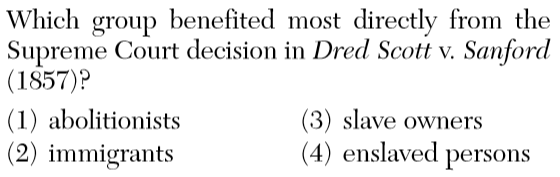 Which group benefited most directly from the
Supreme Court decision in Dred Scott v. Sanford
(1857)?
(1) abolitionists (3) slave owners
(2) immigrants (4) enslaved persons